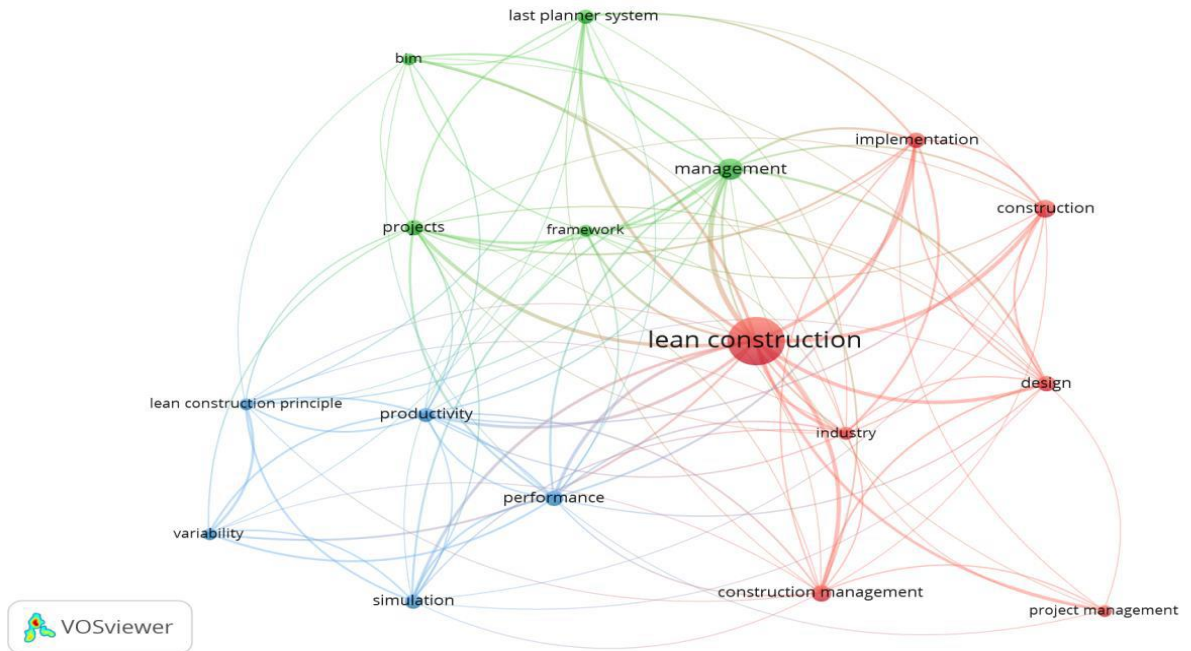 last planner system
bim
implementation
management
construction
projects
framework
lean construction
design
lean construction principle
productivity
industry
performance
variability
construction management
simulation
project management
VOSviewer